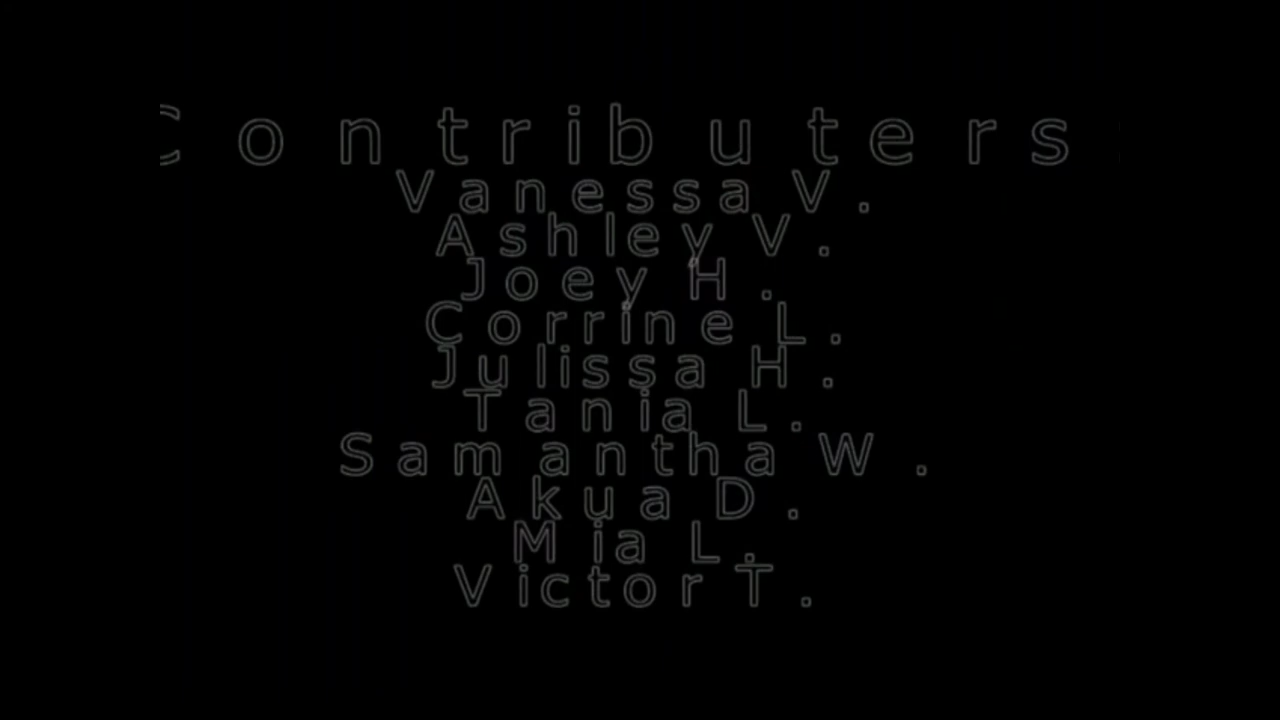 Contributers
Vanessa V.
Ashley V.
Joey H.
Corrine L.
Julissa H.
Tania L.
Samantha W.
Akua D.
Mia L.
Victor T.